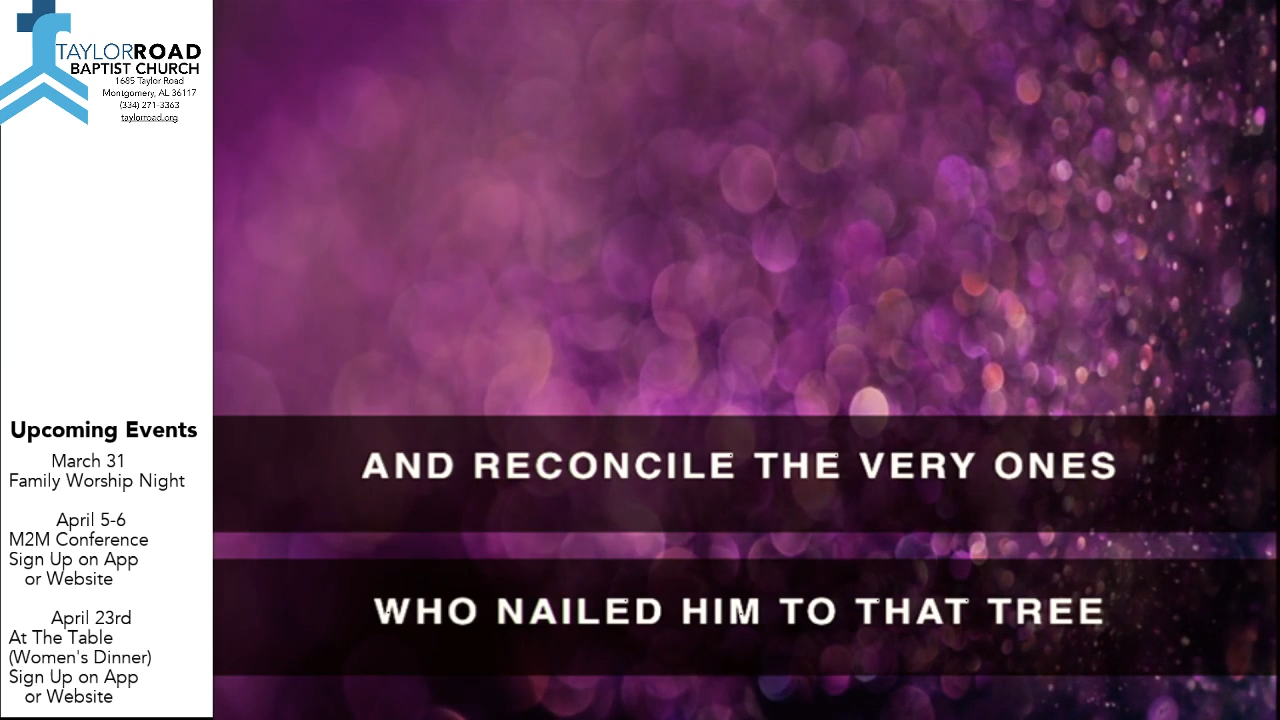 TAYLORROAD
BAPTIST CHURCH
1685 Taylor Road
Montgomery, AL 36117
(334) 271-3363
taylorroad.org
Upcoming Events
March 31
Family Worship Night
April 5-6
M2M Conference
Sign Up on App
or Website
April 23rd
At The Table
(Women's Dinner)
Sign Up on App
or Website
AND RECONCILE THE VERY ONES
WHO NAILED HIM TO THAT TREE